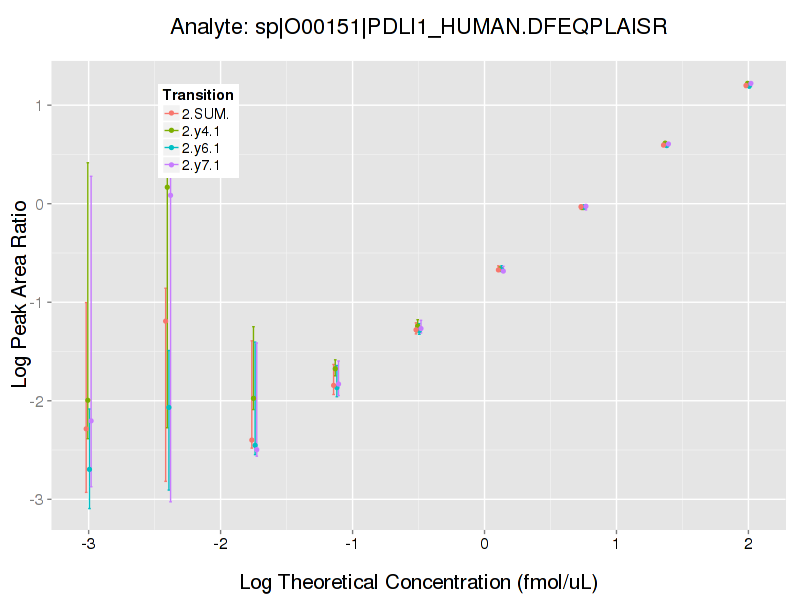 Analyte: sp|O00151|PDLI1_HUMAN.DFEQPLAISR
Transition
2.SUM.
2.y4.1
2.y6.1
2.y7.1
Log Peak Area Ratio
1
0
-1
-2
-3
-3
-2
-1
0
1
2
Log Theoretical Concentration (fmol/uL)